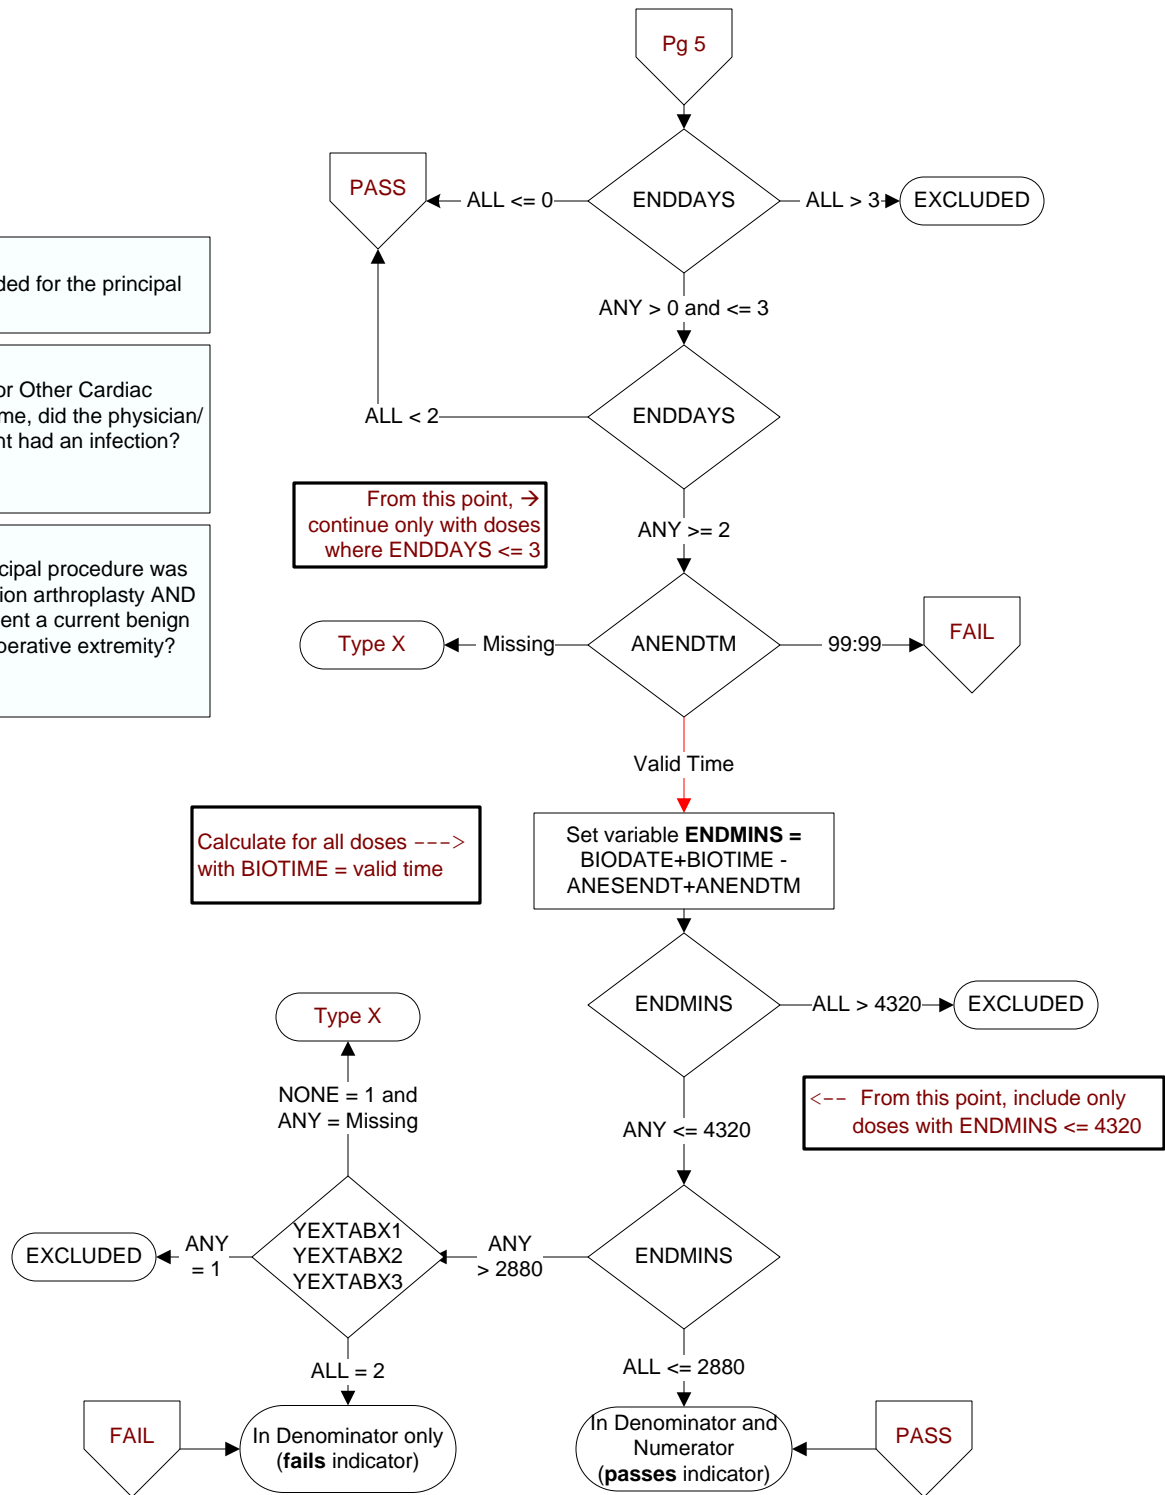 Pg 5
PASS
ALL <= 0
ENDDAYS
ALL > 3
EXCLUDED
ded for the principal
ANY > 0 and <= 3
or Other Cardiac
me, did the physician/
nt had an infection?
ALL < 2
ENDDAYS
From this point, →
continue only with doses
where ENDDAYS <= 3
ANY >= 2
cipal procedure was
ion arthroplasty AND
ent a current benign
perative extremity?
Type X
Missing
ANENDTM
99:99
FAIL
Valid Time
Calculate for all doses --->
with BIOTIME = valid time
Set variable ENDMINS =
BIODATE+BIOTIME -
ANESENDT+ANENDTM
ENDMINS
ALL > 4320
EXCLUDED
Type X
NONE = 1 and
ANY = Missing
<-- From this point, include only
doses with ENDMINS <= 4320
ANY <= 4320
EXCLUDED
ANY
= 1
YEXTABX1
YEXTABX2
YEXTABX3
ANY
> 2880
ENDMINS
ALL = 2
ALL <= 2880
FAIL
In Denominator only
(fails indicator)
In Denominator and
Numerator
(passes indicator)
PASS